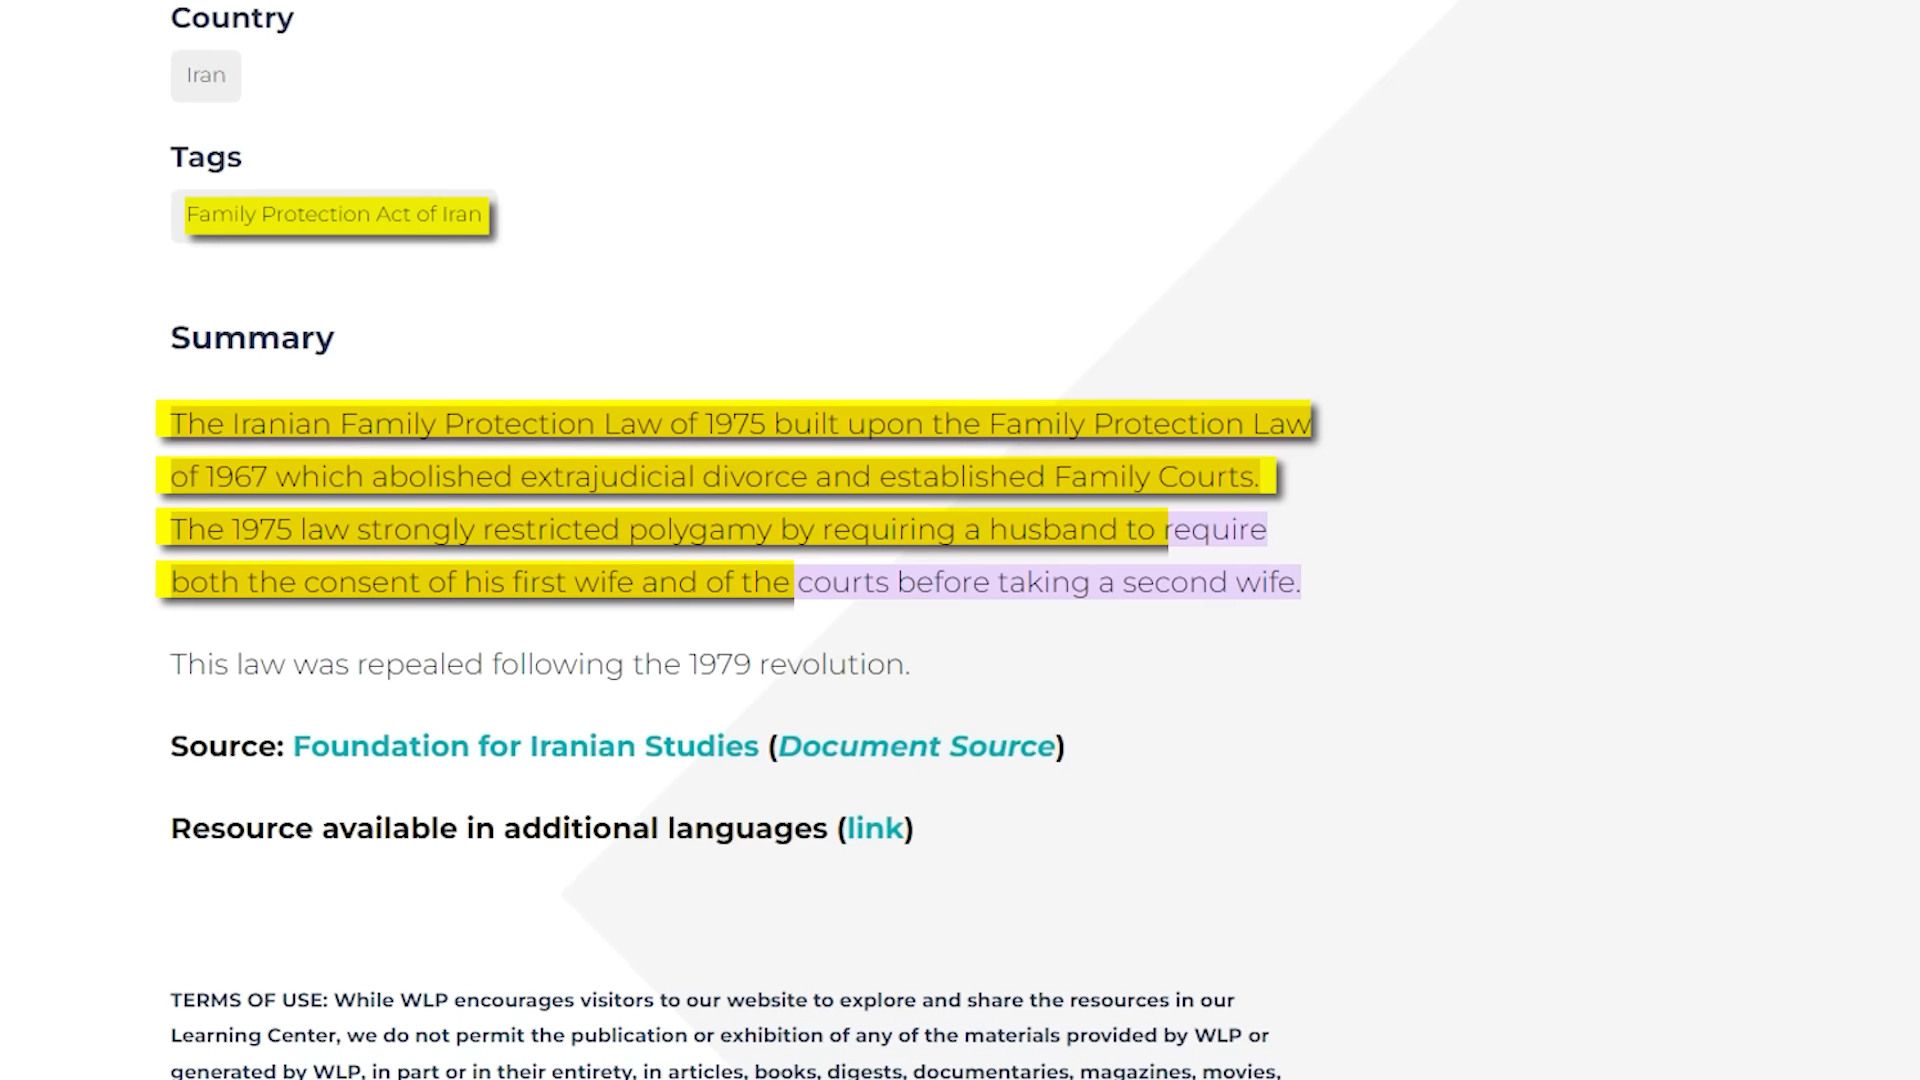 Country
Iran
Tags
Family Protection Act of Iran
Summary
The Iranian Family Protection Law of 1975 built upon the Family Protection Law
of 1967 which abolished extrajudicial divorce and established Family Courts.
The 1975 law strongly restricted polygamy by requiring a husband to require
both the consent of his first wife and of the courts before taking a second wife.
This law was repealed following the 1979 revolution.
Source: Foundation for Iranian Studies (Document Source)
Resource available in additional languages (link)
TERMS OF USE: While WLP encourages visitors to our website to explore and share the resources in our
Learning Center, we do not permit the publication or exhibition of any of the materials provided by WLP or
generated by WLP, in part or in their entirety, in articles, books, digests, documentaries, magazines, movies,